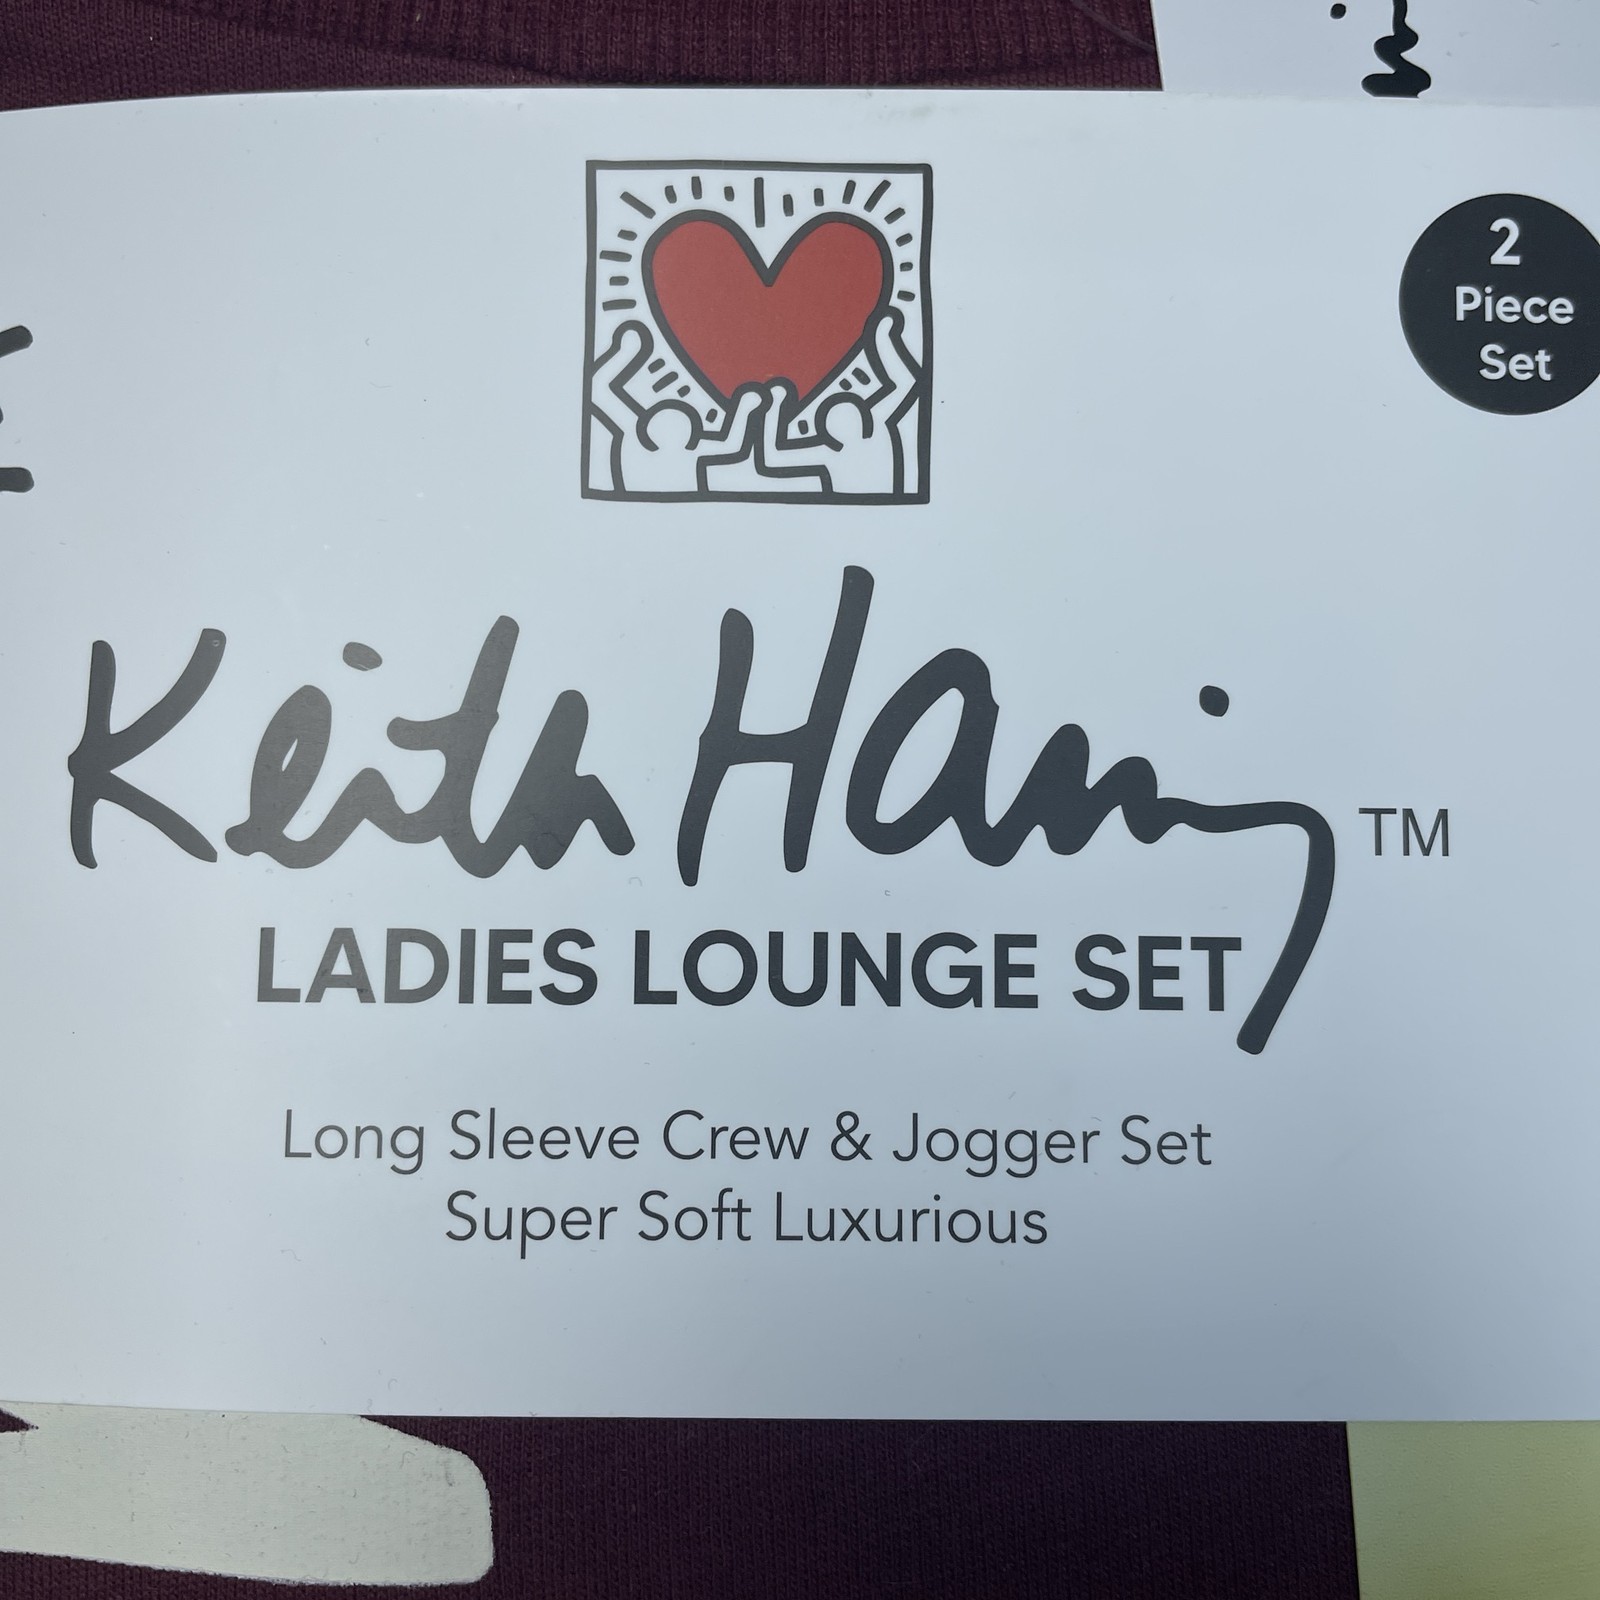 2
Piece
Set
Keith Haring TM
LADIES LOUNGE SET
Long Sleeve Crew & Jogger Set
Super Soft Luxurious